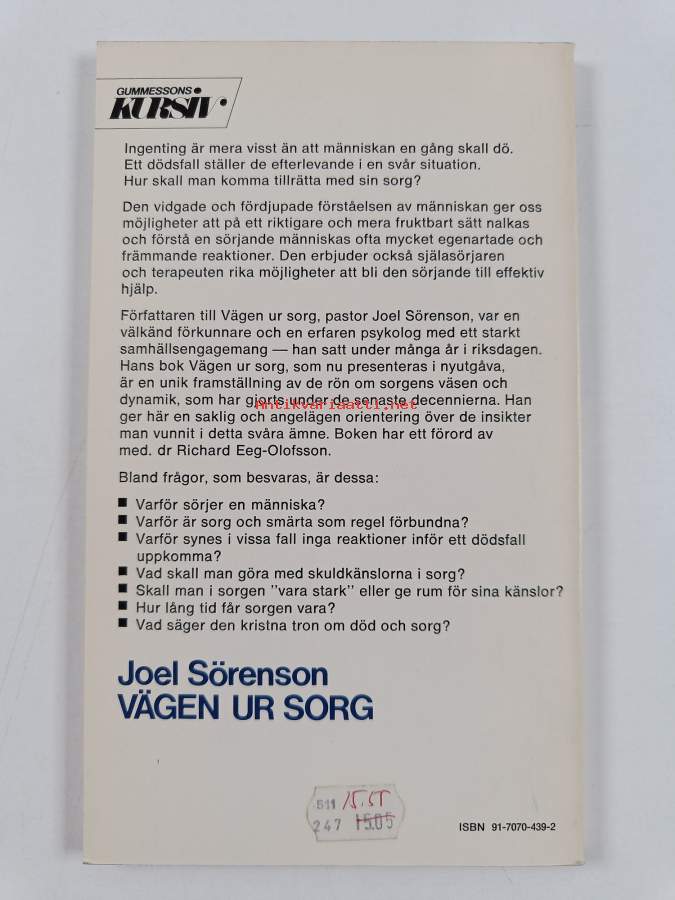 GUMMESSONS
KURSIV
Ingenting är mera visst än att människan en gång skall dö.
Ett dödsfall ställer de efterlevande i en svår situation.
Hur skall man komma tillrätta med sin sorg?
Den vidgade och fördjupade förståelsen av människan ger oss
möjligheter att på ett riktigare och mera fruktbart sätt nalkas
och förstå en sörjande människas ofta mycket egenartade och
främmande reaktioner. Den erbjuder också själasörjaren
och terapeuten rika möjligheter att bli den sörjande till effektiv
hjälp.
Författaren till Vägen ur sorg, pastor Joel Sörenson, var en
välkänd förkunnare och en erfaren psykolog med ett starkt
samhällsengagemang — han satt under många år i riksdagen.
Hans bok Vägen ur sorg, som nu presenteras i nyutgåva,
är en unik framställning av de rön om sorgens väsen och
dynamik, som har gjorts under de senaste decennierna. Han
Antikvariaatti.net
ger här en saklig och angelägen orientering över de insikter
man vunnit i detta svåra ämne. Boken har ett förord av
med. dr Richard Eeg-Olofsson.
Bland frågor, som besvaras, är dessa:
■ Varför sörjer en människa?
■ Varför är sorg och smärta som regel förbundna?
■ Varför synes i vissa fall inga reaktioner inför ett dödsfall
uppkomma?
■ Vad skall man göra med skuldkänslorna i sorg?
■ Skall man i sorgen "vara stark" eller ge rum för sina känslor?
■ Hur lång tid får sorgen vara?
■ Vad säger den kristna tron om död och sorg?
Joel Sörenson
VÄGEN UR SORG
511
247 15.05
ISBN 91-7070-439-2